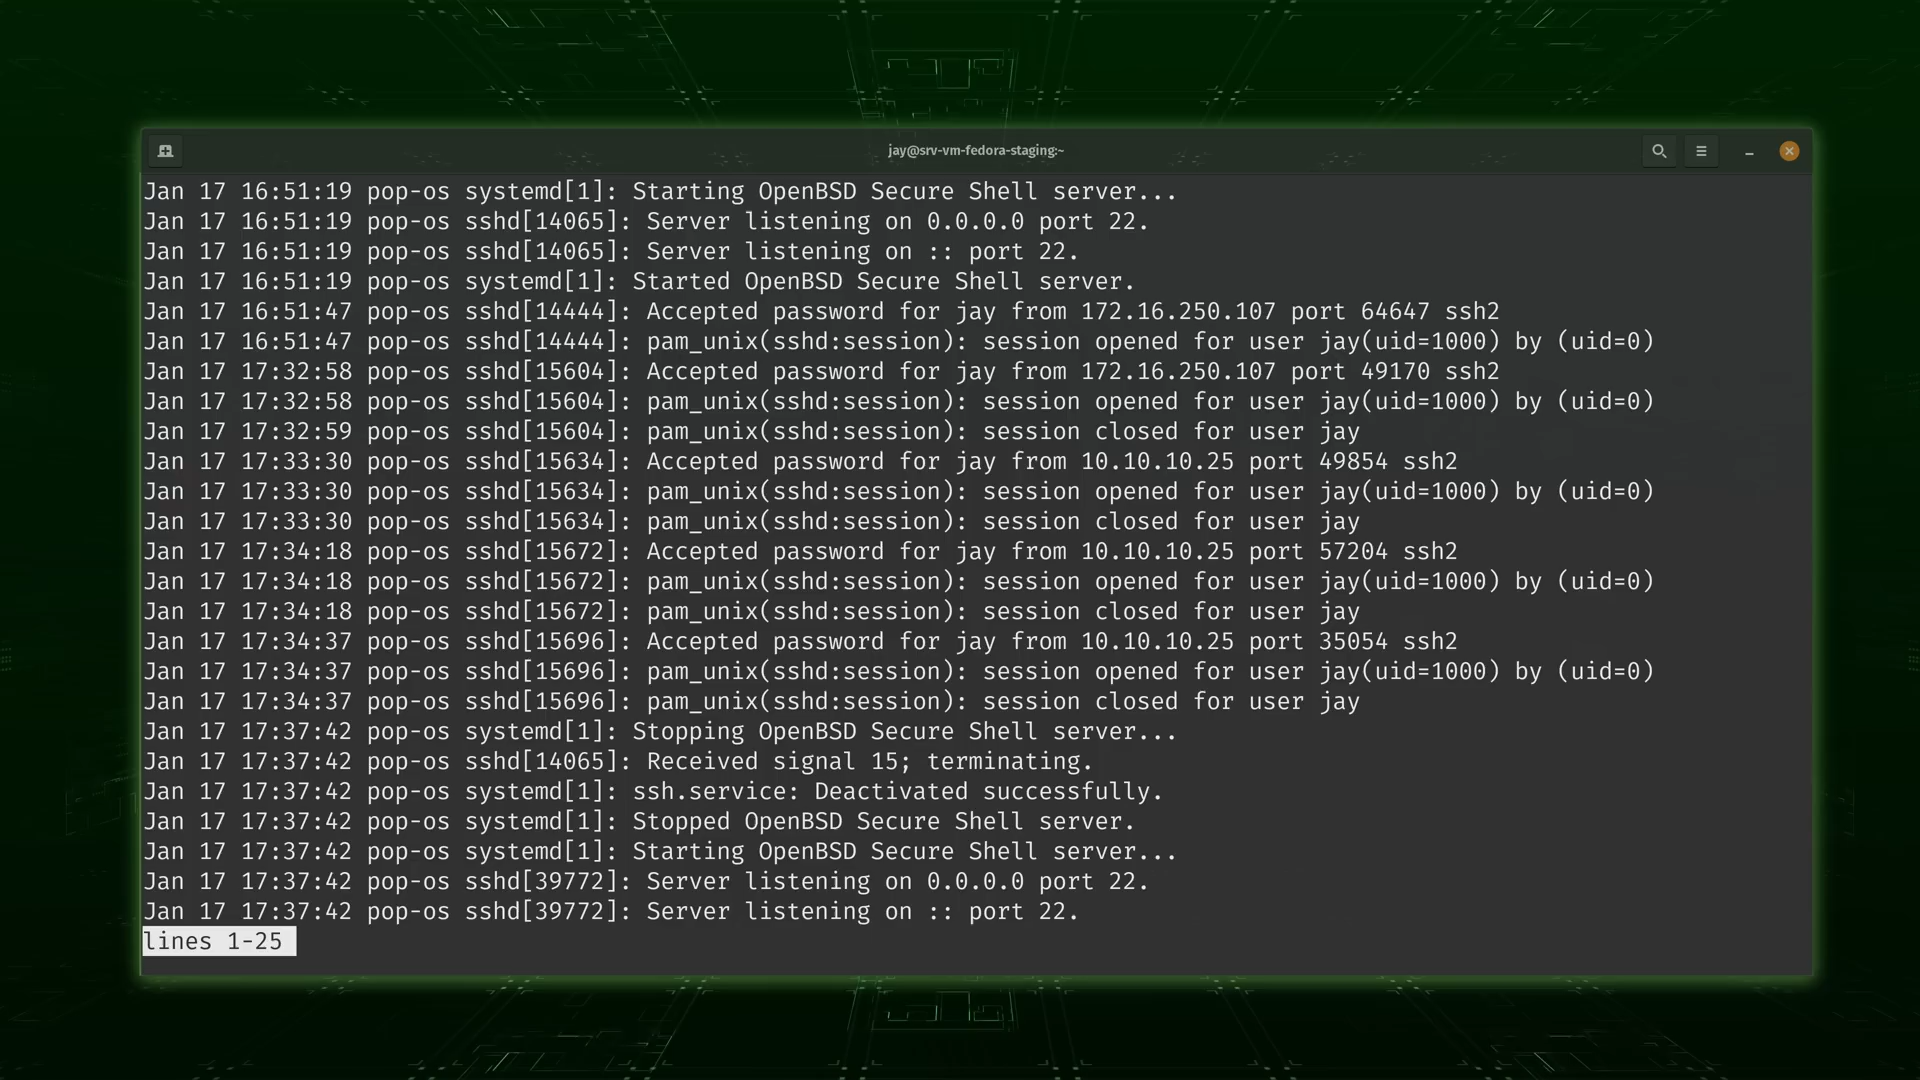 jay@srv-vm-fedora-staging:~
Jan 17 16:51:19 pop-os systemd[1]: Starting OpenBSD Secure Shell server...
Jan 17 16:51:19 pop-os sshd[14065]: Server listening on 0.0.0.0 port 22.
Jan 17 16:51:19 pop-os sshd[14065]: Server listening on :: port 22.
Jan 17 16:51:19 pop-os systemd[1]: Started OpenBSD Secure Shell server.
Jan 17 16:51:47 pop-os sshd[14444]: Accepted password for jay from 172.16.250.107 port 64647 ssh2
Jan 17 16:51:47 pop-os sshd[14444]: pam_unix(sshd:session): session opened for user jay(uid=1000) by (uid=0)
Jan 17 17:32:58 pop-os sshd[15604]: Accepted password for jay from 172.16.250.107 port 49170 ssh2
Jan 17 17:32:58 pop-os sshd[15604]: pam_unix(sshd:session): session opened for user jay(uid=1000) by (uid=0)
Jan 17 17:32:59 pop-os sshd[15604]: pam_unix(sshd:session): session closed for user jay
Jan 17 17:33:30 pop-os sshd[15634]: Accepted password for jay from 10.10.10.25 port 49854 ssh2
Jan 17 17:33:30 pop-os sshd[15634]: pam_unix(sshd:session): session opened for user jay(uid=1000) by (uid=0)
Jan 17 17:33:30 pop-os sshd[15634]: pam_unix(sshd:session): session closed for user jay
Jan 17 17:34:18 pop-os sshd[15672]: Accepted password for jay from 10.10.10.25 port 57204 ssh2
Jan 17 17:34:18 pop-os sshd[15672]: pam_unix(sshd:session): session opened for user jay(uid=1000) by (uid=0)
Jan 17 17:34:18 pop-os sshd[15672]: pam_unix(sshd:session): session closed for user jay
Jan 17 17:34:37 pop-os sshd[15696]: Accepted password for jay from 10.10.10.25 port 35054 ssh2
Jan 17 17:34:37 pop-os sshd[15696]: pam_unix(sshd:session): session opened for user jay(uid=1000) by (uid=0)
Jan 17 17:34:37 pop-os sshd[15696]: pam_unix(sshd:session): session closed for user jay
Jan 17 17:37:42 pop-os systemd[1]: Stopping OpenBSD Secure Shell server...
Jan 17 17:37:42 pop-os sshd[14065]: Received signal 15; terminating.
Jan 17 17:37:42 pop-os systemd[1]: ssh.service: Deactivated successfully.
Jan 17 17:37:42 pop-os systemd[1]: Stopped OpenBSD Secure Shell server.
Jan 17 17:37:42 pop-os systemd[1]: Starting OpenBSD Secure Shell server...
Jan 17 17:37:42 pop-os sshd[39772]: Server listening on 0.0.0.0 port 22.
Jan 17 17:37:42 pop-os sshd[39772]: Server listening on :: port 22.
lines 1-25